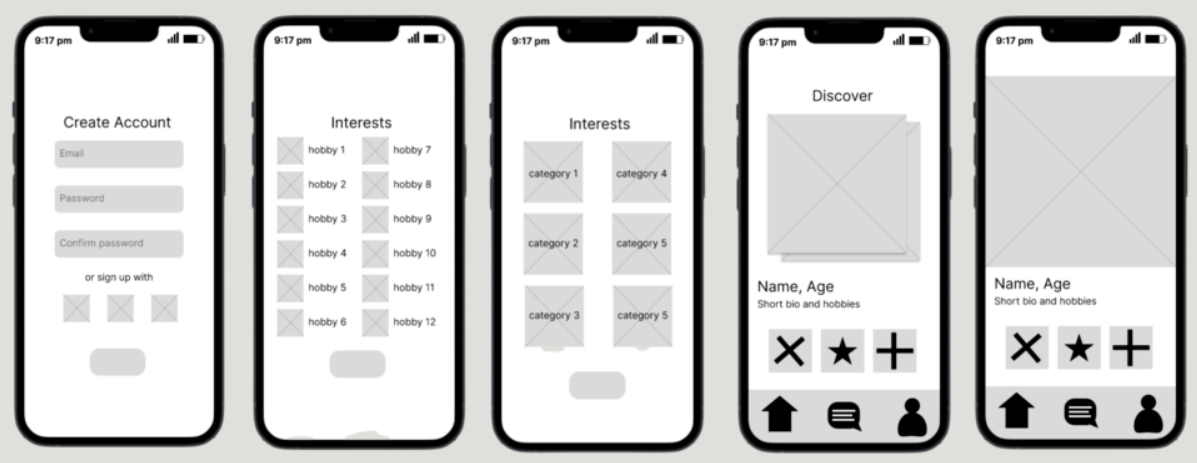 9:17 pm
Create Account
Email
Password
Confirm password
or sign up with
9:17 pm
Interests
hobby 1
hobby 7
hobby 2
hobby 8
hobby 3
hobby 9
hobby 4
hobby 10
hobby 5
hobby 11
hobby 6
hobby 12
9:17 pm
Interests
category 1
category 4
category 2
category 5
category 3
category 5
9:17 pm
Discover
Name, Age
Short bio and hobbies
9:17 pm
Name, Age
Short bio and hobbies